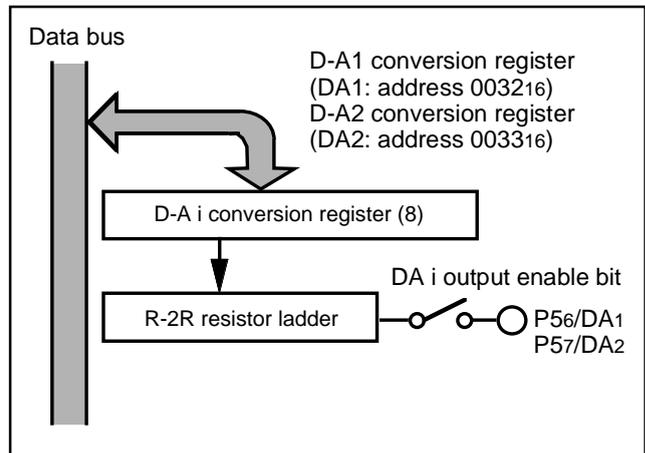 Data bus
D-A1 conversion register
(DA1: address 003216)
D-A2 conversion register
(DA2: address 003316)
D-A i conversion register (8)
DA i output enable bit
R-2R resistor ladder
P56/DA1
P57/DA2